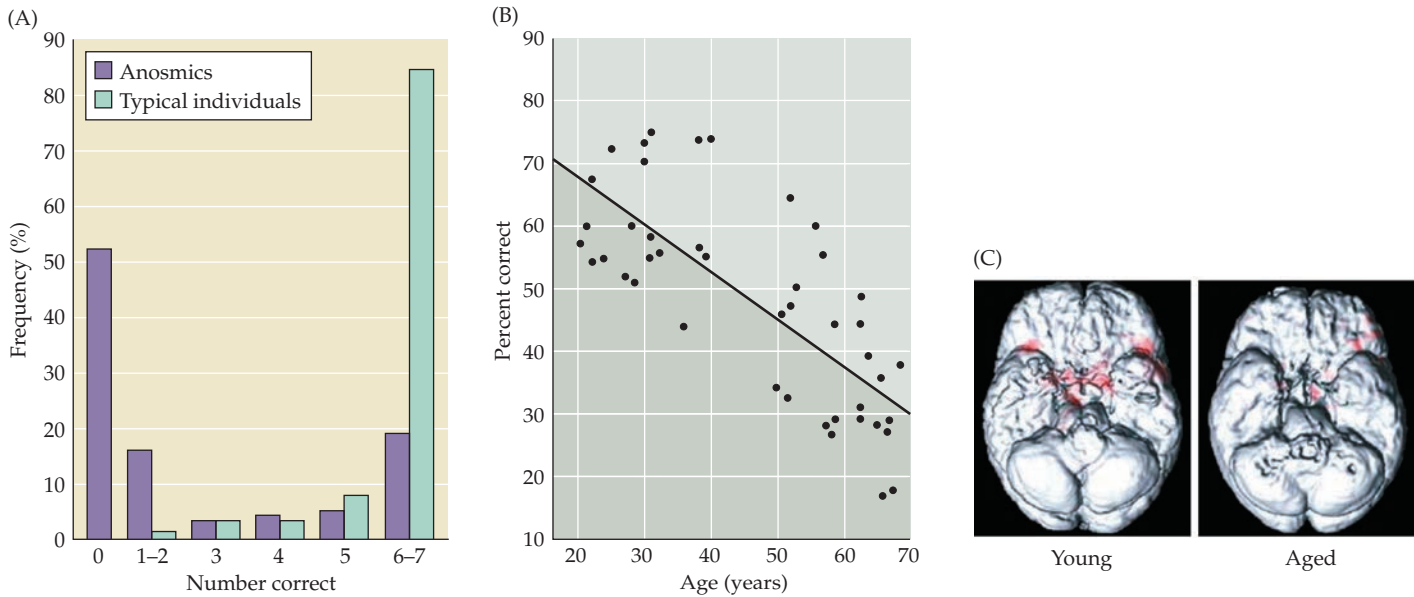 (A)
90
80
70
60
50
40
30
20
10
0
Frequency (%)
Anosmics
Typical individuals
0 1–2 3 4 5 6–7
Number correct
(B)
90
80
70
60
50
40
30
20
10
Percent correct
20 30 40 50 60 70
Age (years)
(C)
Young Aged